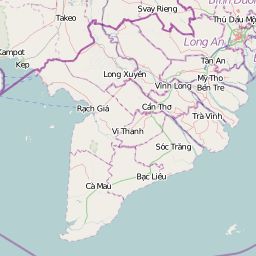 Svay Rieng
Takeo
Thủ Dầu Một
Long An
Kampot
Kep
Tân An
Long Xuyên
Mỹ Tho
Vĩnh Long
Bến Tre
Rạch Giá
Cần Thơ
Trà Vinh
Vị Thanh
Sóc Trăng
Bạc Liêu
Cà Mau